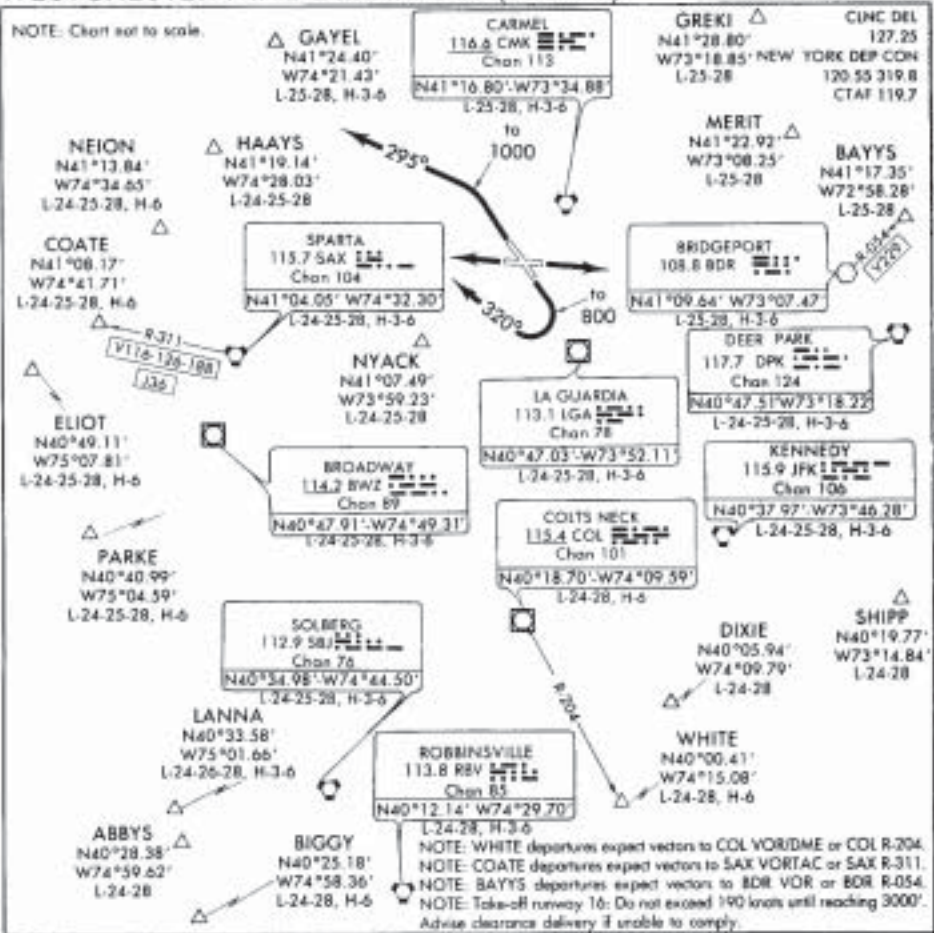 NOTE: Chart not to scale.
GAYEL
N41°24.40'
W74°21.43'
L-25-28, H-3-6
CARMEL
116.6 CMK
Chan 113
N41°16.80'-W73°34.88'
L-25-28, H-3-6
GREKI
N41°28.80'
W73°18.85'
L-25-28
CLNC DEL
127.25
NEW YORK DEP CON
120.55 319.8
CTAF 119.7
NEION
N41°13.84'
W74°34.65'
L-24-25-28, H-6
HAAYS
N41°19.14'
W74°28.03'
L-24-25-28
295°
to
1000
MERIT
N41°22.92'
W73°08.25'
L-25-28
BAYYS
N41°17.35'
W72°58.28'
L-25-28
R-054
V229
COATE
N41°08.17'
W74°41.71'
L-24-25-28, H-6
SPARTA
115.7 SAX
Chan 104
N41°04.05' W74°32.30'
L-24-25-28, H-3-6
R-311
V116-126-188
J36
320°
to
800
BRIDGEPORT
108.8 BDR
N41°09.64' W73°07.47'
L-25-28, H-3-6
NYACK
N41°07.49'
W73°59.23'
L-24-25-28
DEER PARK
117.7 DPK
Chan 124
N40°47.51' W73°18.22'
L-24-25-28, H-3-6
ELIOT
N40°49.11'
W75°07.81'
L-24-25-28, H-6
LA GUARDIA
113.1 LGA
Chan 78
N40°47.03'-W73°52.11'
L-24-25-28, H-3-6
BROADWAY
114.2 BWZ
Chan 89
N40°47.91'-W74°49.31'
L-24-25-28, H-3-6
KENNEDY
115.9 JFK
Chan 106
N40°37.97'-W73°46.28'
L-24-25-28, H-3-6
COLTS NECK
115.4 COL
Chan 101
N40°18.70'-W74°09.59'
L-24-28, H-6
PARKE
N40°40.99'
W75°04.59'
L-24-25-28, H-6
SOLBERG
112.9 SBJ
Chan 76
N40°34.98'-W74°44.50'
L-24-25-28, H-3-6
DIXIE
N40°05.94'
W74°09.79'
L-24-28
SHIPP
N40°19.77'
W73°14.84'
L-24-28
R-204
LANNA
N40°33.58'
W75°01.66'
L-24-26-28, H-3-6
ROBBINSVILLE
113.8 RBV
Chan 85
N40°12.14' W74°29.70'
L-24-28, H-3-6
WHITE
N40°00.41'
W74°15.08'
L-24-28, H-6
ABBYS
N40°28.38'
W74°59.62'
L-24-28
BIGGY
N40°25.18'
W74°58.36'
L-24-28, H-6
NOTE: WHITE departures expect vectors to COL VOR/DME or COL R-204.
NOTE: COATE departures expect vectors to SAX VORTAC or SAX R-311.
NOTE: BAYYS departures expect vectors to BDR VOR or BDR R-054.
NOTE: Take-off runway 16: Do not exceed 190 knots until reaching 3000'.
Advise clearance delivery if unable to comply.